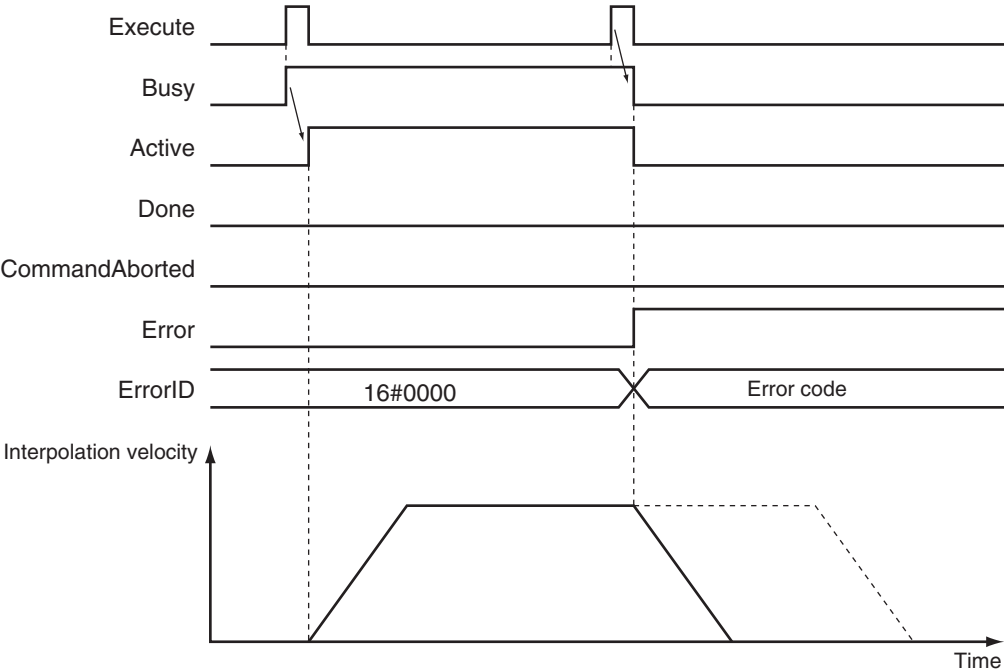 Execute
Busy
Active
Done
CommandAborted
Error
ErrorID
16#0000
Error code
Interpolation velocity
Time